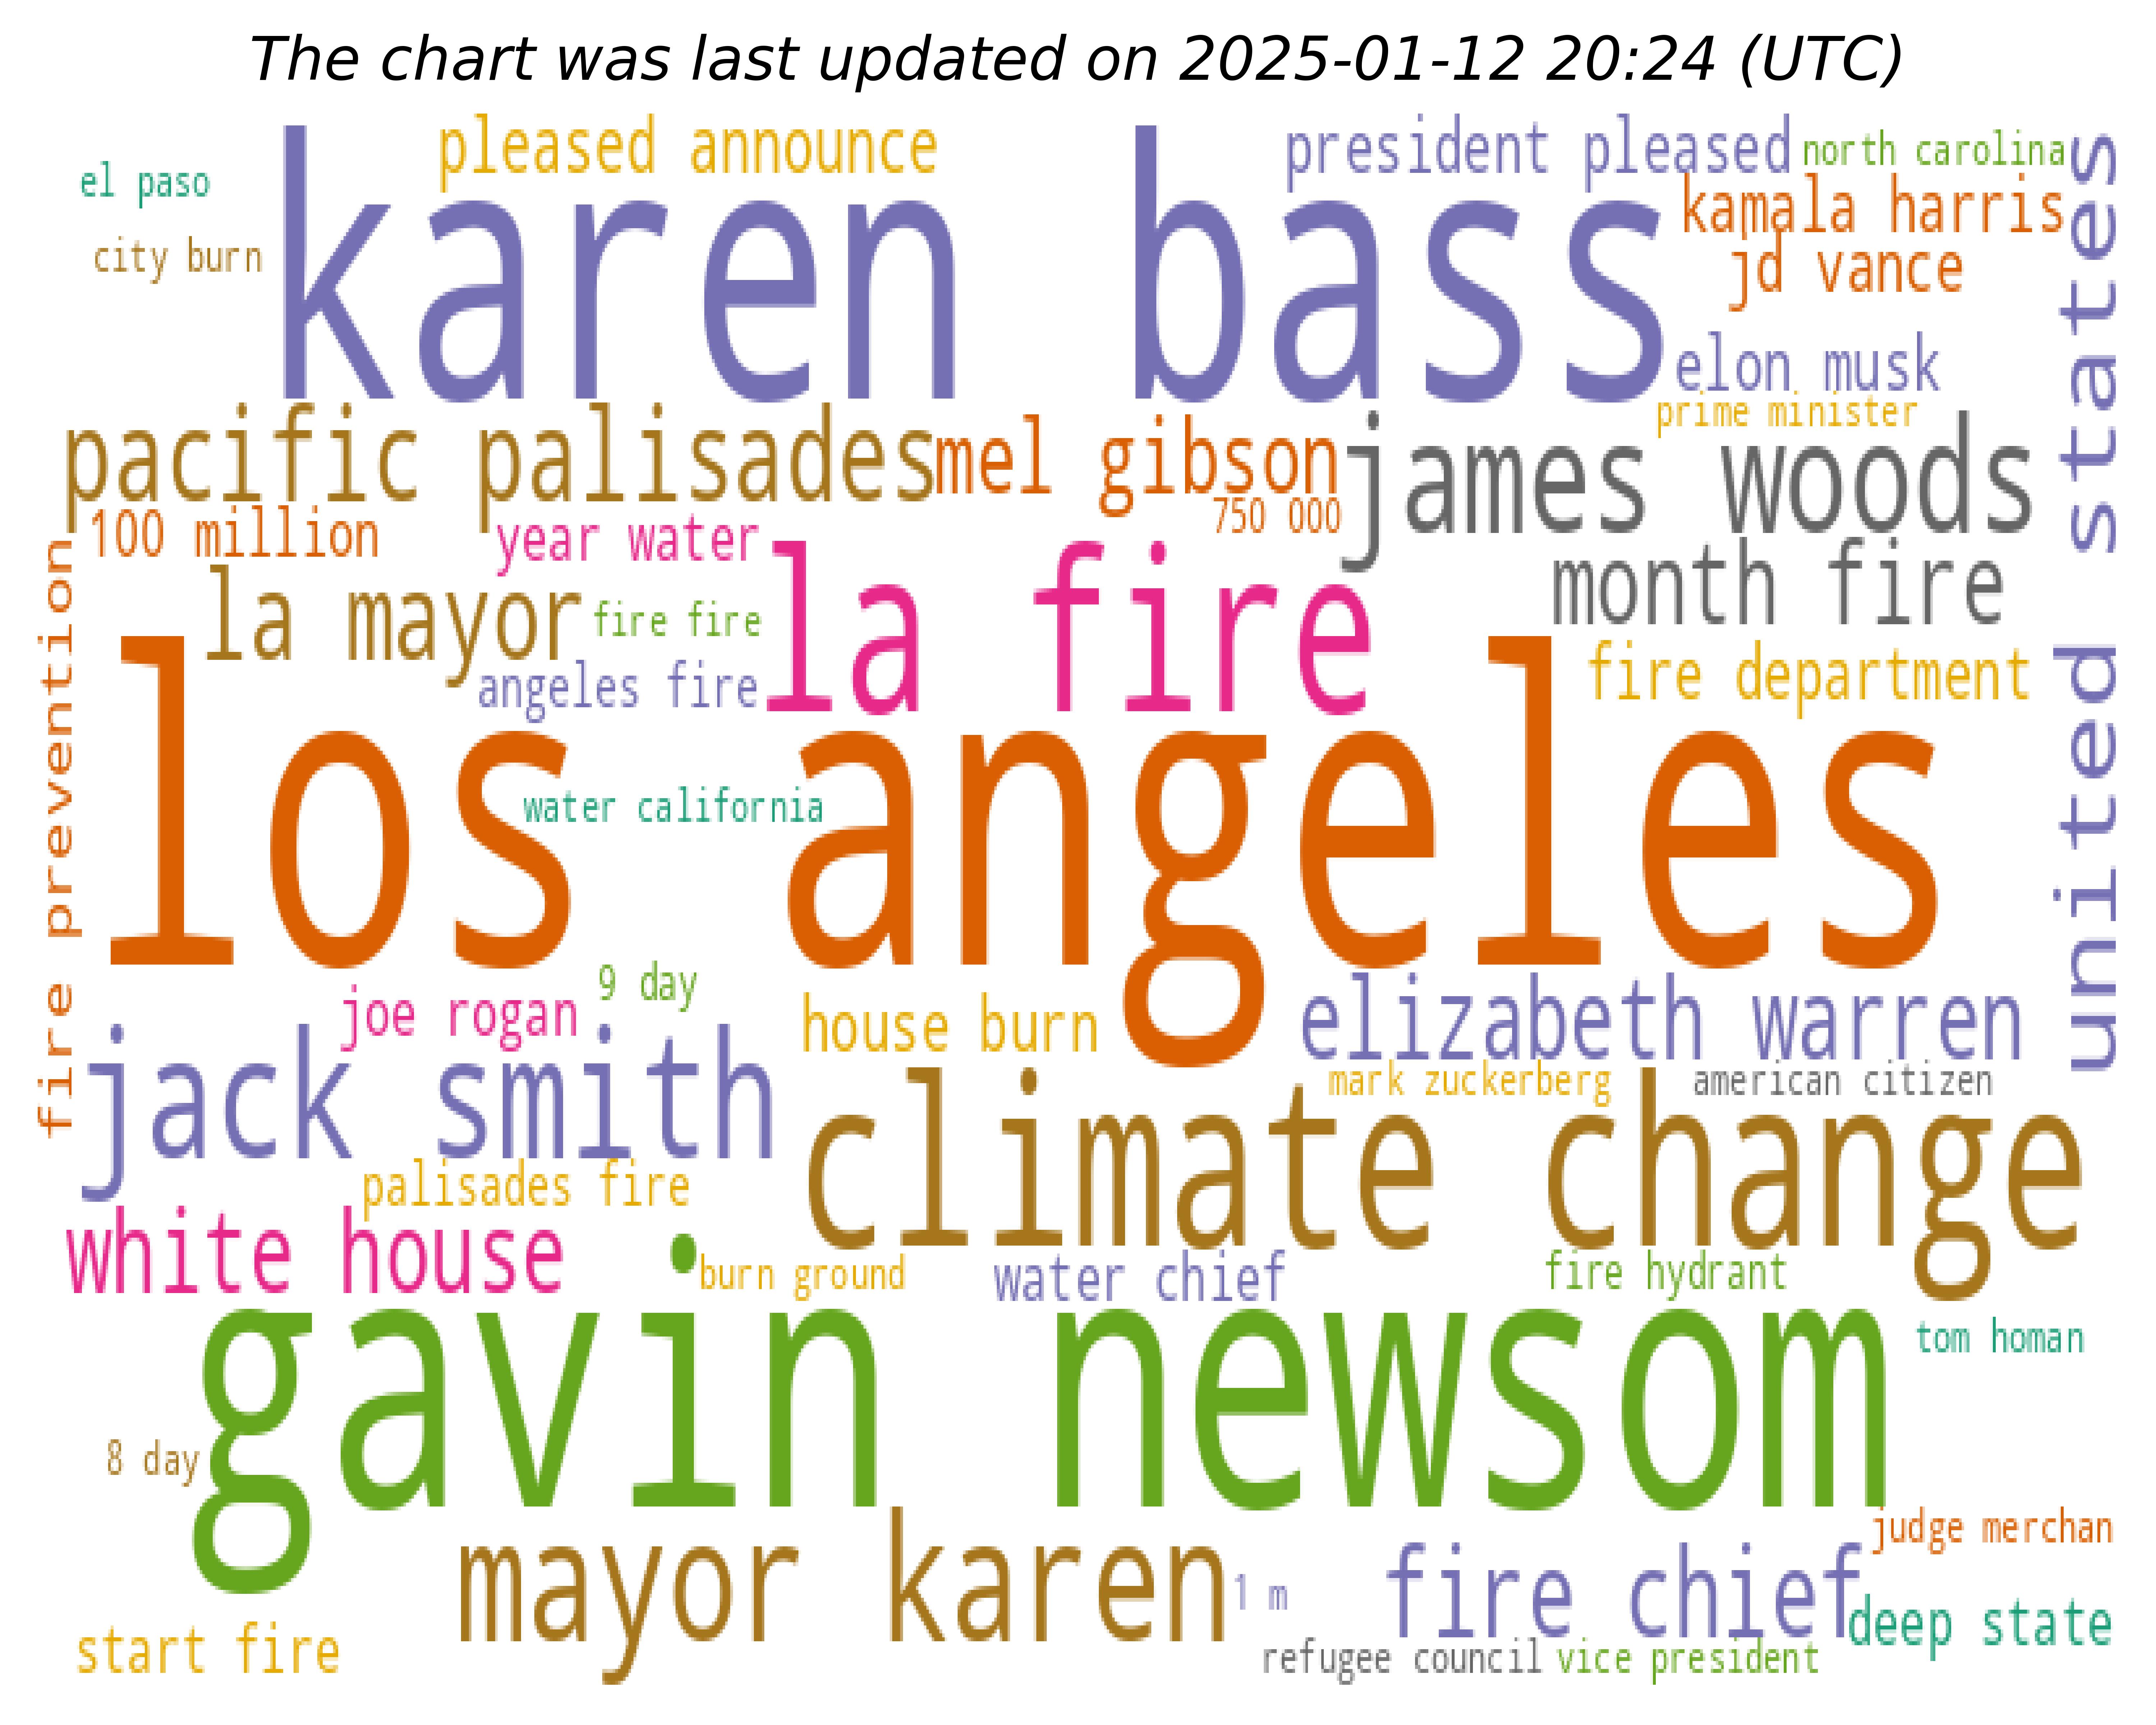 The chart was last updated on 2025-01-12 20:24 (UTC)
pleased announce
president pleased
north carolina
el paso
karen bass
kamala harris
city burn
jd vance
elon musk
prime minister
united states
pacific palisades
mel gibson
james woods
750 000
100 million
year water
la fire
month fire
la mayor
fire fire
fire department
angeles fire
fire prevention
los angeles
water california
9 day
joe rogan
house burn
elizabeth warren
jack smith
mark zuckerberg
american citizen
climate change
palisades fire
white house
burn ground
water chief
fire hydrant
gavin newsom
tom homan
8 day
judge merchan
mayor karen
1 m
fire chief
deep state
start fire
refugee council
vice president